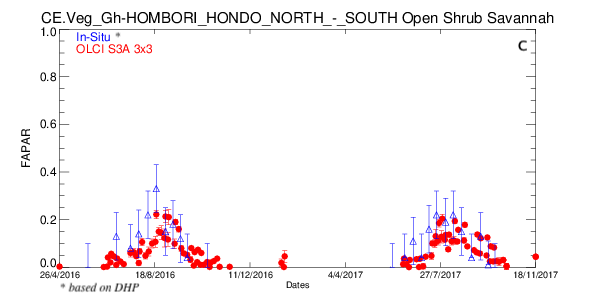 CE.Veg_Gh-HOMBORI_HONDO_NORTH_-_SOUTH Open Shrub Savannah
1.0
In-Situ *
C
OLCI S3A 3x3
0.8
0.6
FAPAR
0.4
0.2
0.0
26/4/2016 18/8/2016 11/12/2016 4/4/2017 27/7/2017 18/11/2017
* based on DHP
Dates